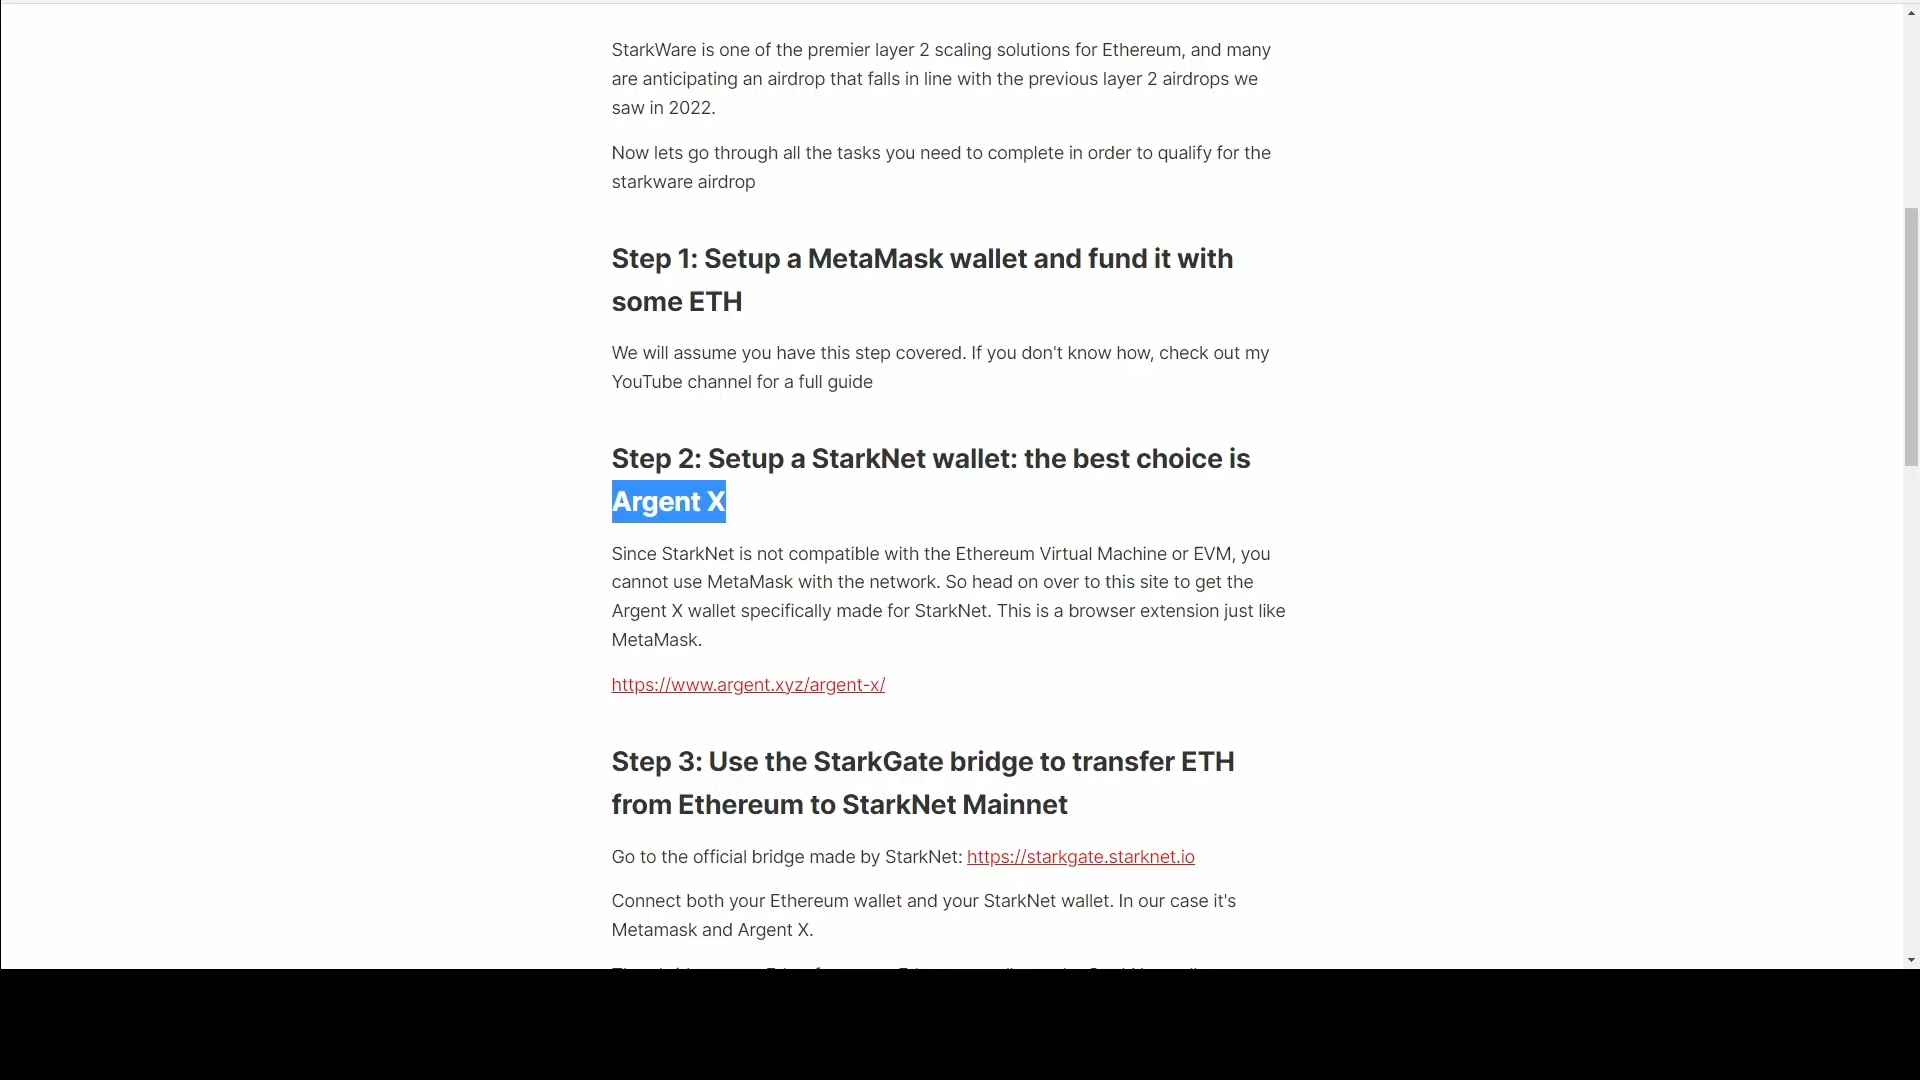 StarkWare is one of the premier layer 2 scaling solutions for Ethereum, and many
are anticipating an airdrop that falls in line with the previous layer 2 airdrops we
saw in 2022.
Now lets go through all the tasks you need to complete in order to qualify for the
starkware airdrop
Step 1: Setup a MetaMask wallet and fund it with
some ETH
We will assume you have this step covered. If you don't know how, check out my
YouTube channel for a full guide
Step 2: Setup a StarkNet wallet: the best choice is
Argent X
Since StarkNet is not compatible with the Ethereum Virtual Machine or EVM, you
cannot use MetaMask with the network. So head on over to this site to get the
Argent X wallet specifically made for StarkNet. This is a browser extension just like
MetaMask.
https://www.argent.xyz/argent-x/
Step 3: Use the StarkGate bridge to transfer ETH
from Ethereum to StarkNet Mainnet
Go to the official bridge made by StarkNet: https://starkgate.starknet.io
Connect both your Ethereum wallet and your StarkNet wallet. In our case it's
Metamask and Argent X.